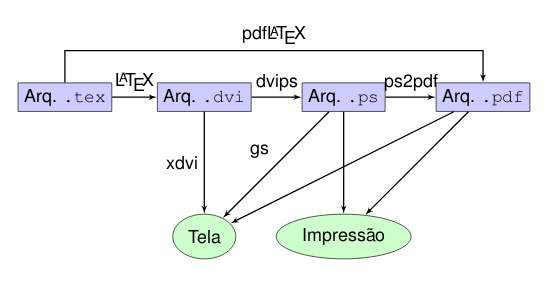 pdfLATEX
LATEX
dvips
ps2pdf
Arq. .tex
Arq. .dvi
Arq. .ps
Arq. .pdf
xdvi
gs
Tela
Impressão